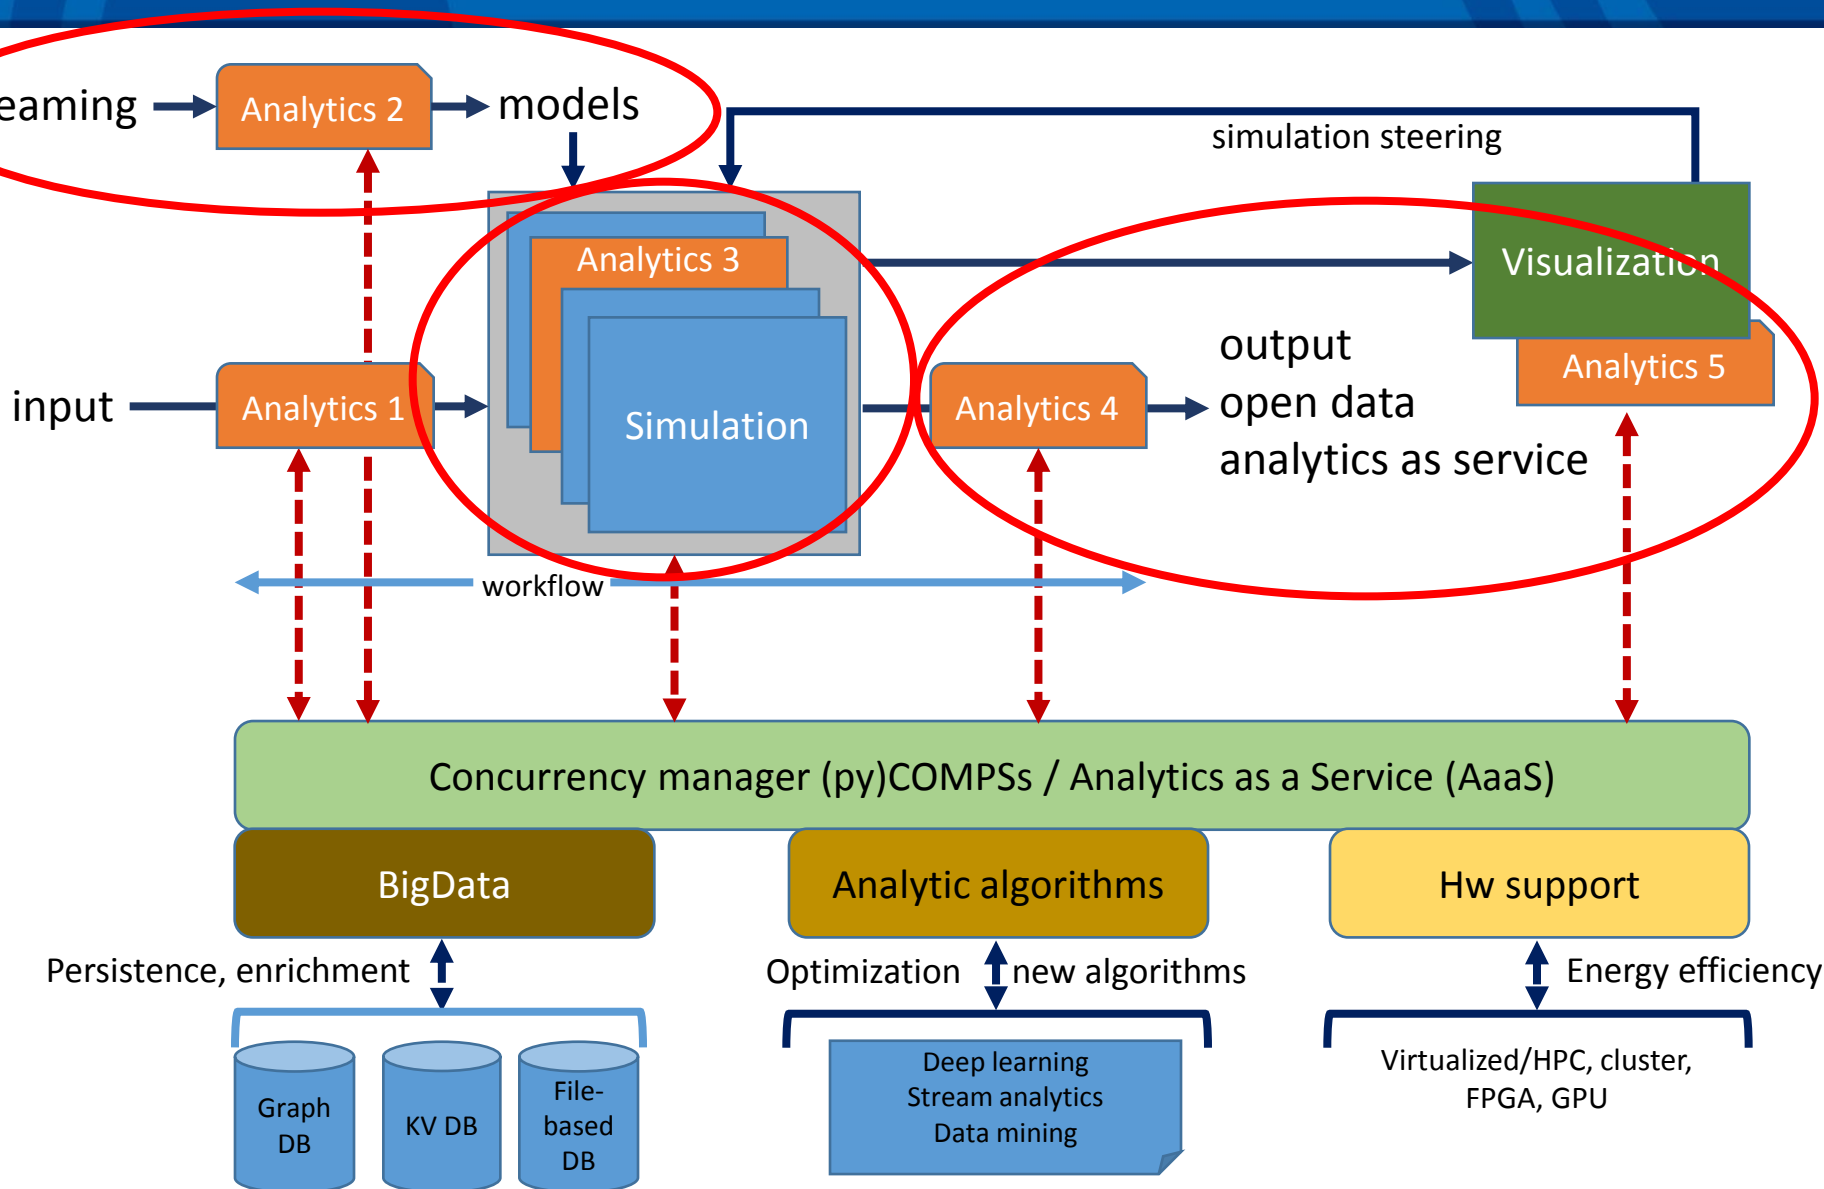 Analytics 2
models
simulation steering
Analytics 3
Visualization
output
Analytics 5
input
Analytics 1
Simulation
Analytics 4
open data
analytics as service
workflow
Concurrency manager (py)COMPSs / Analytics as a Service (AaaS)
BigData
Analytic algorithms
Hw support
Persistence, enrichment
Optimization
new algorithms
Energy efficiency
Graph
DB
KV DB
File-
based
DB
Deep learning
Stream analytics
Data mining
Virtualized/HPC, cluster,
FPGA, GPU